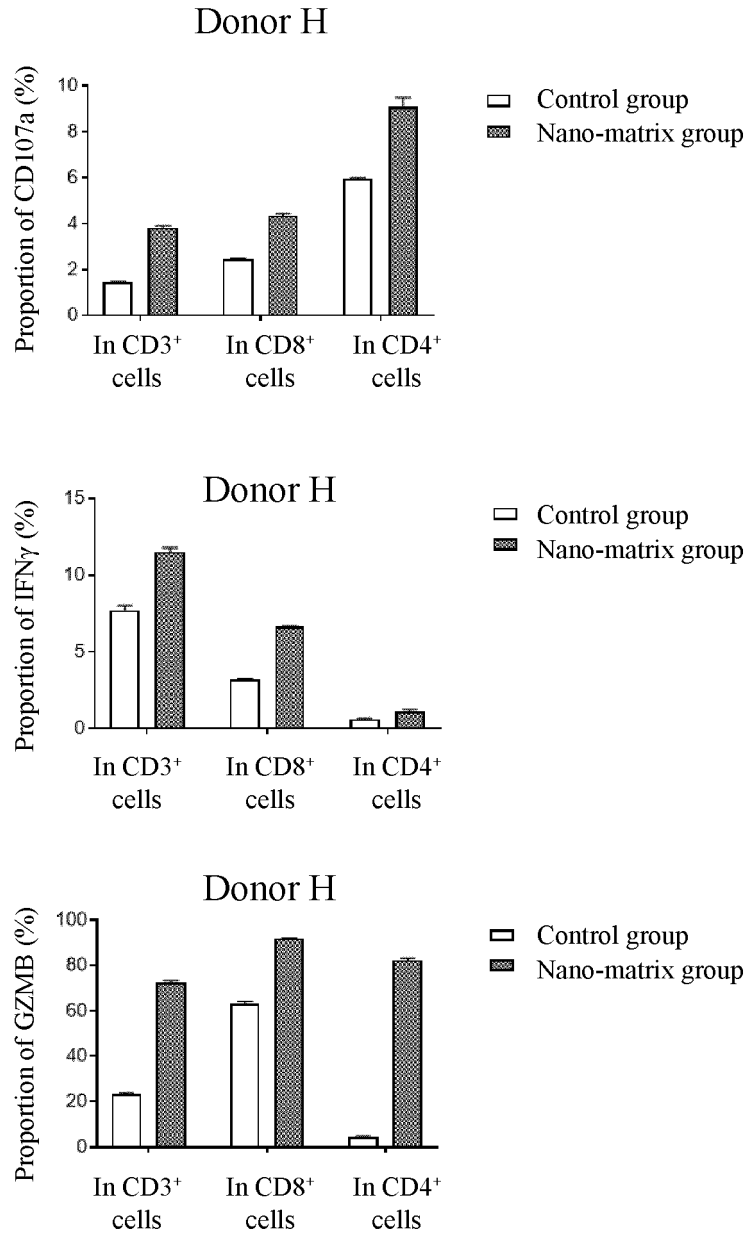 Donor H
Proportion of CD107a (%)
10
8
6
4
2
0
In CD3⁺ cells
In CD8⁺ cells
In CD4⁺ cells
Control group
Nano-matrix group
Donor H
Proportion of IFNγ (%)
15
10
5
0
In CD3⁺ cells
In CD8⁺ cells
In CD4⁺ cells
Control group
Nano-matrix group
Donor H
Proportion of GZMB (%)
100
80
60
40
20
0
In CD3⁺ cells
In CD8⁺ cells
In CD4⁺ cells
Control group
Nano-matrix group